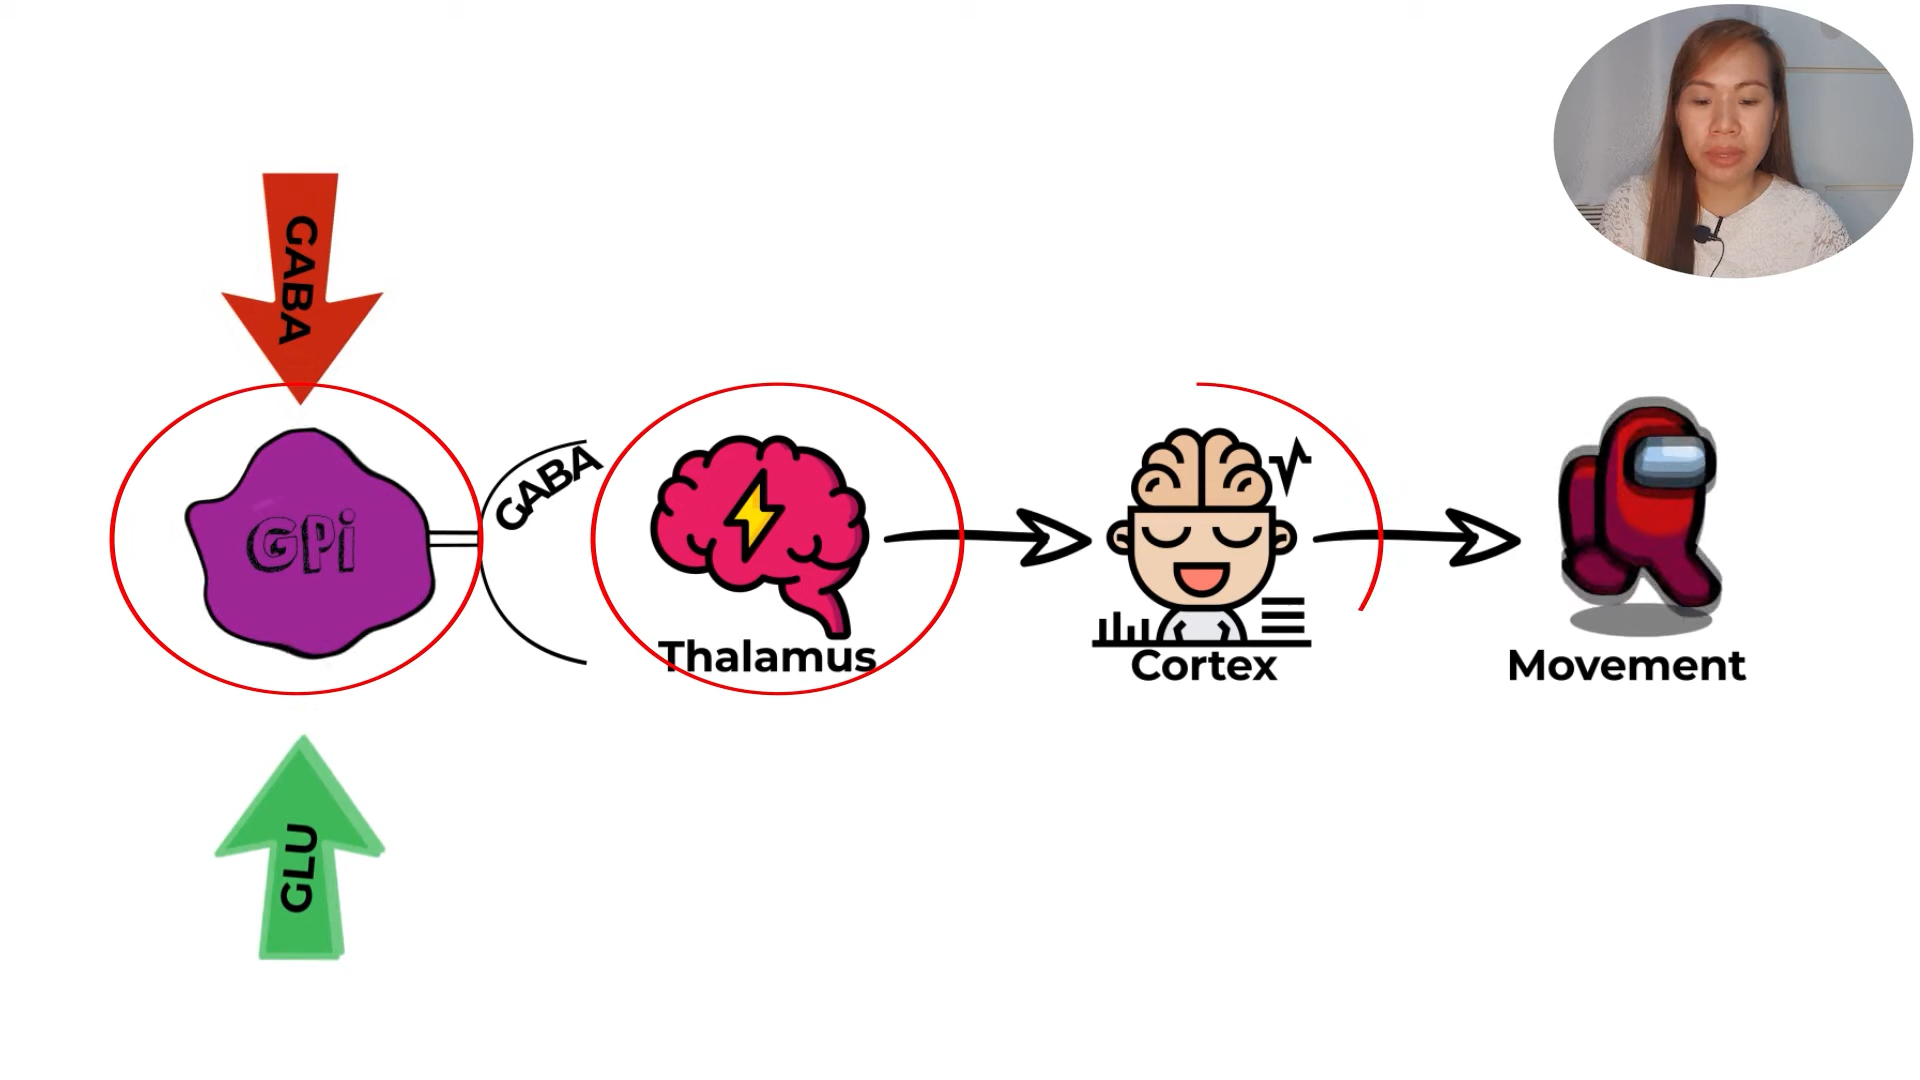 GABA
GPi
GABA
Thalamus
Cortex
Movement
GLU